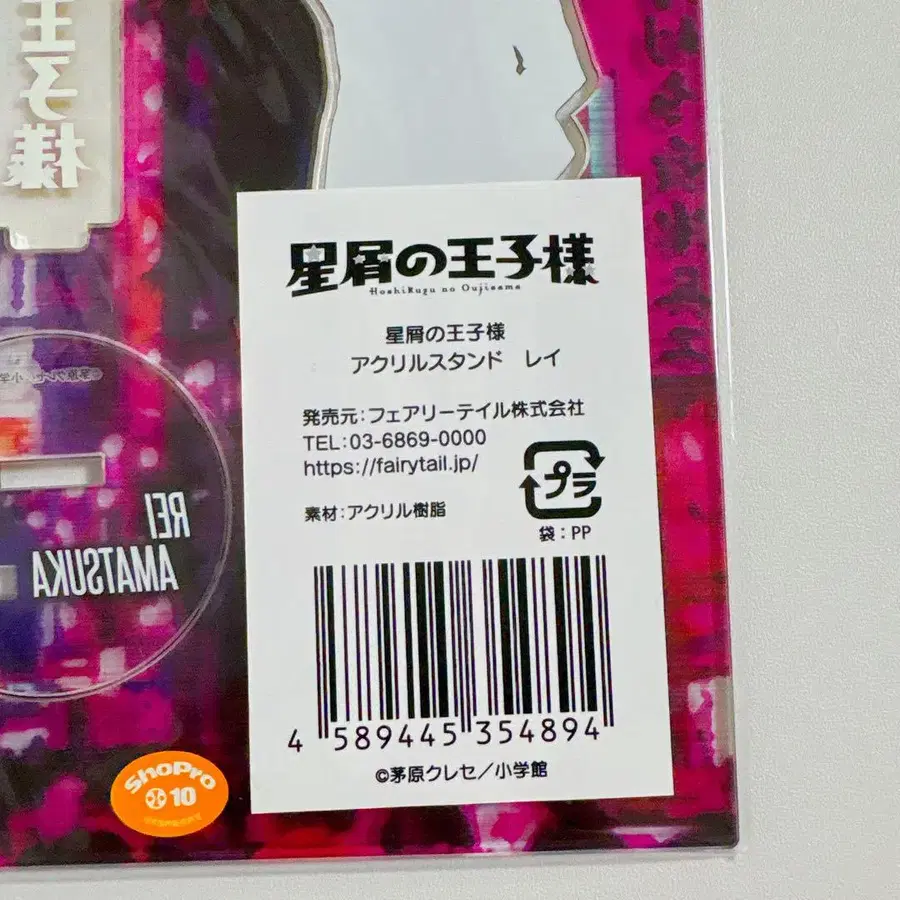 王子様
星屑の王子様
HoshiKuzu no Oujisama
星屑の王子様
アクリルスタンド レイ
発売元:フェアリーテイル株式会社
TEL:03-6869-0000
https://fairytail.jp/
プラ
素材:アクリル樹脂
袋:PP
4 589445 354894
©茅原クレセ/小学館
REI
AMATSUKA
ShoPro
10